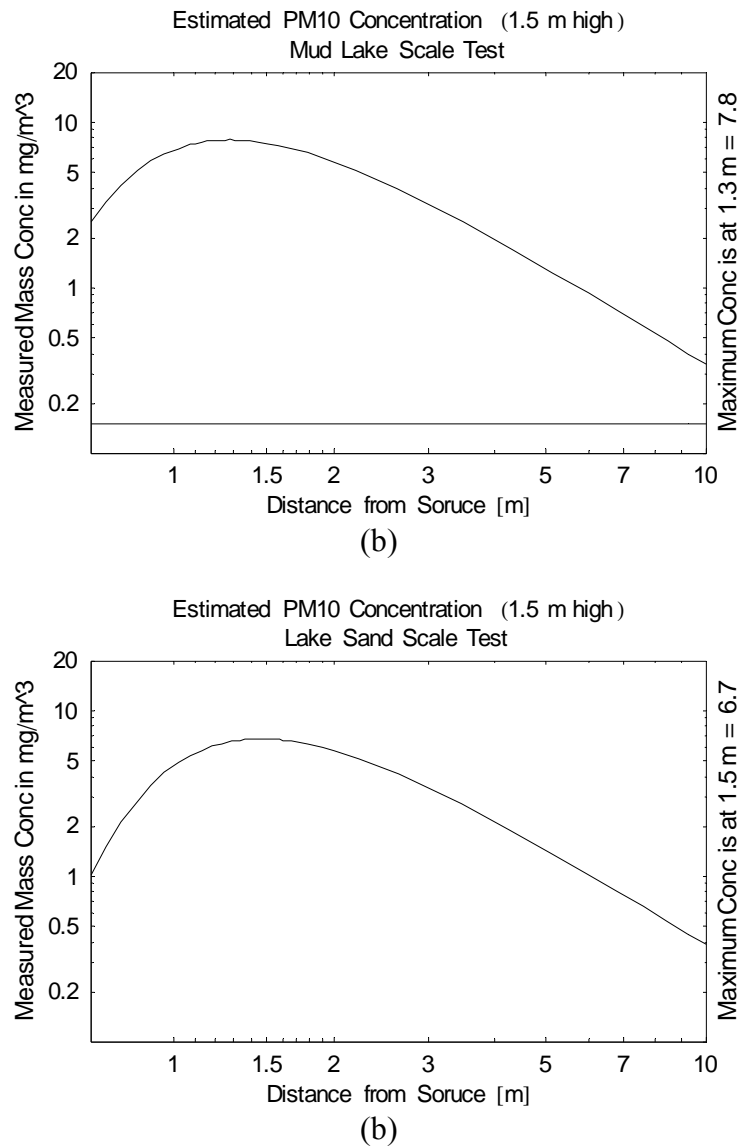 Estimated PM10 Concentration (1.5 m high)
Mud Lake Scale Test
Measured Mass Conc in mg/m^3
20
10
5
2
1
0.5
0.2
Maximum Conc is at 1.3 m = 7.8
1 1.5 2 3 5 7 10
Distance from Soruce [m]
(b)
Estimated PM10 Concentration (1.5 m high)
Lake Sand Scale Test
Measured Mass Conc in mg/m^3
20
10
5
2
1
0.5
0.2
Maximum Conc is at 1.5 m = 6.7
1 1.5 2 3 5 7 10
Distance from Soruce [m]
(b)